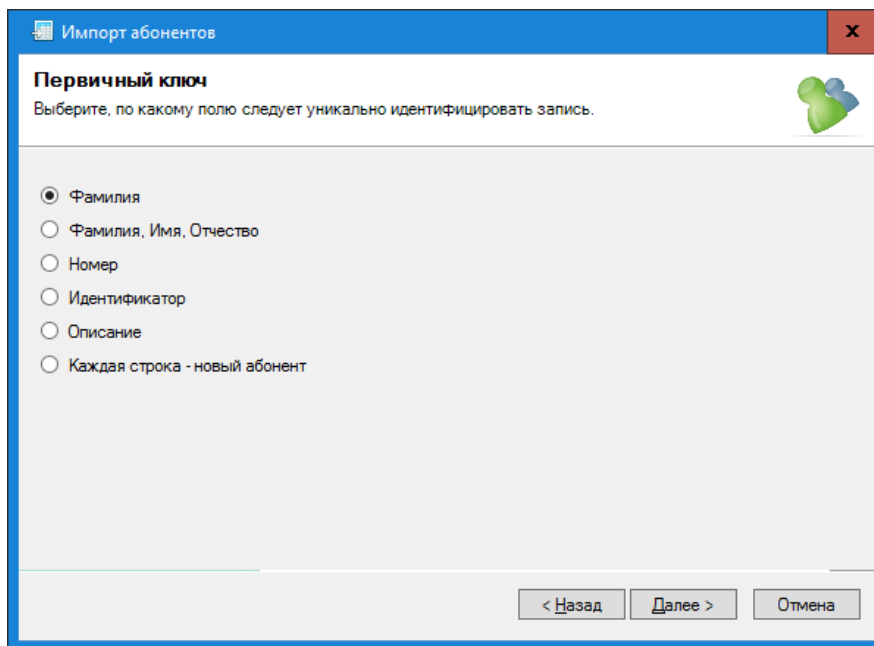 Импорт абонентов
x
Первичный ключ
Выберите, по какому полю следует уникально идентифицировать запись.
Фамилия
Фамилия, Имя, Отчество
Номер
Идентификатор
Описание
Каждая строка - новый абонент
< Назад Далее > Отмена